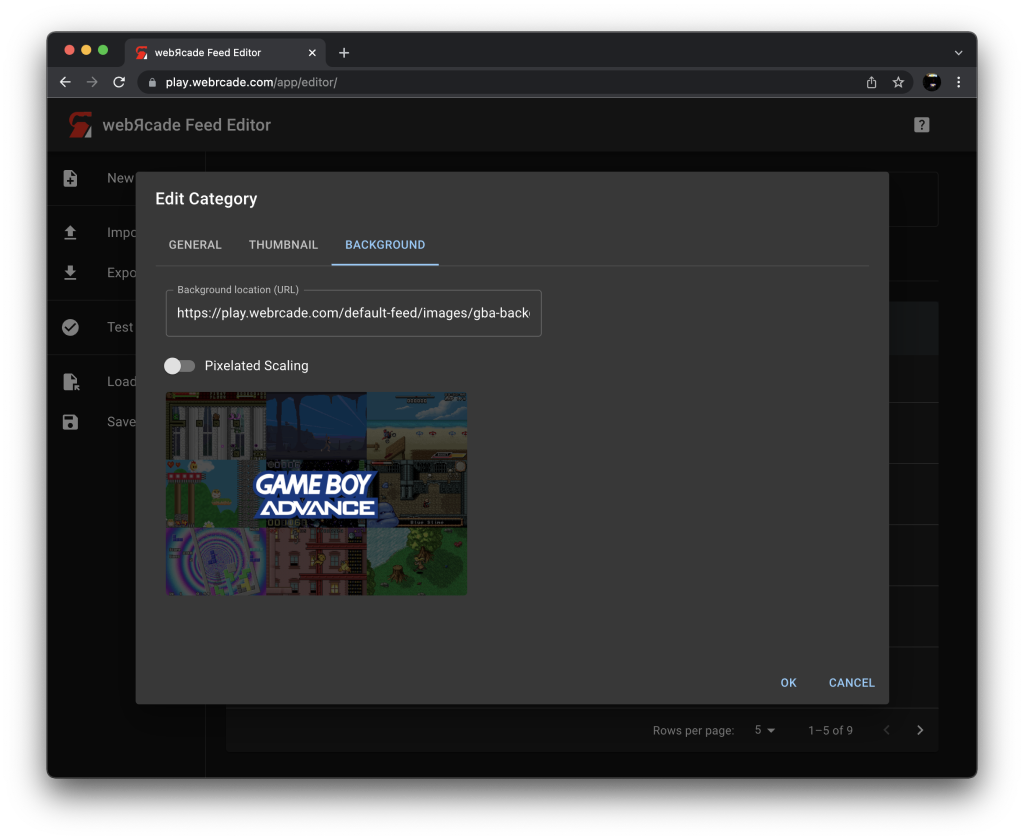 webЯcade Feed Editor
play.webrcade.com/app/editor/
webЯcade Feed Editor
New
Edit Category
GENERAL THUMBNAIL BACKGROUND
Impo
Expo
Background location (URL)
https://play.webrcade.com/default-feed/images/gba-back
Test
Pixelated Scaling
Load
Save
GAME BOY
ADVANCE
OK CANCEL
Rows per page: 5 1–5 of 9